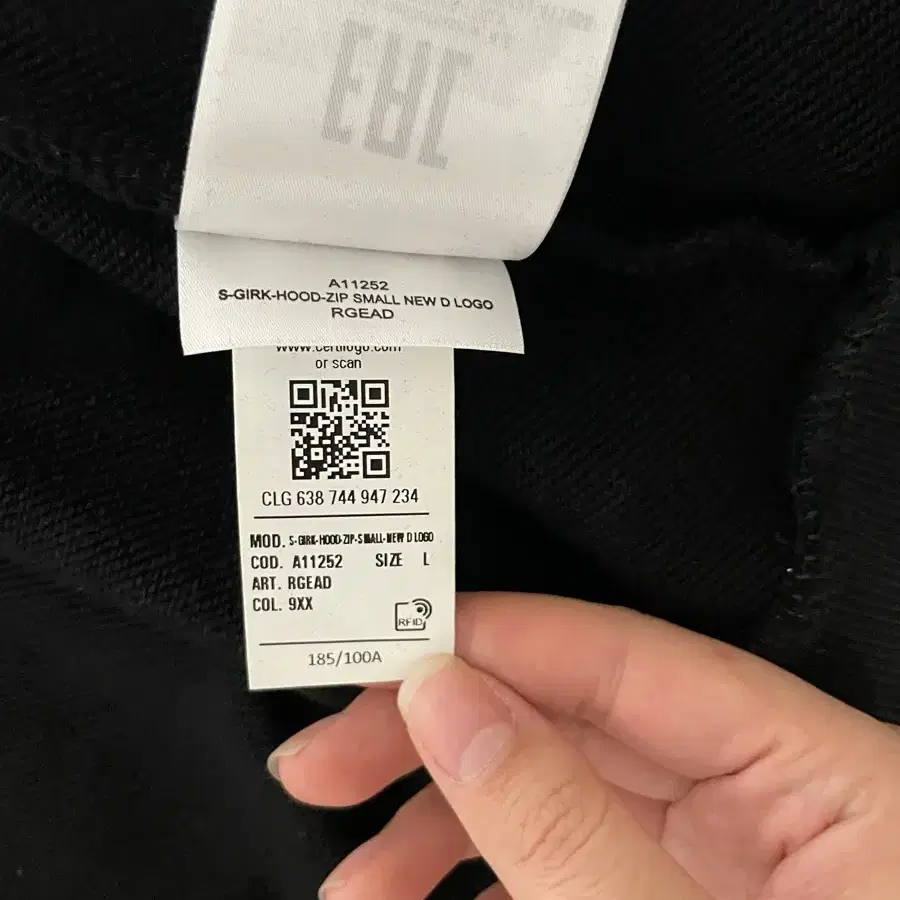 EAC
A11252
S-GIRK-HOOD-ZIP SMALL NEW D LOGO
RGEAD
www.certilogo.com
or scan
CLG 638 744 947 234
MOD. S-GIRK-HOOD-ZIP-SMALL-NEW D LOGO
COD. A11252 SIZE L
ART. RGEAD
COL. 9XX
RFID
185/100A